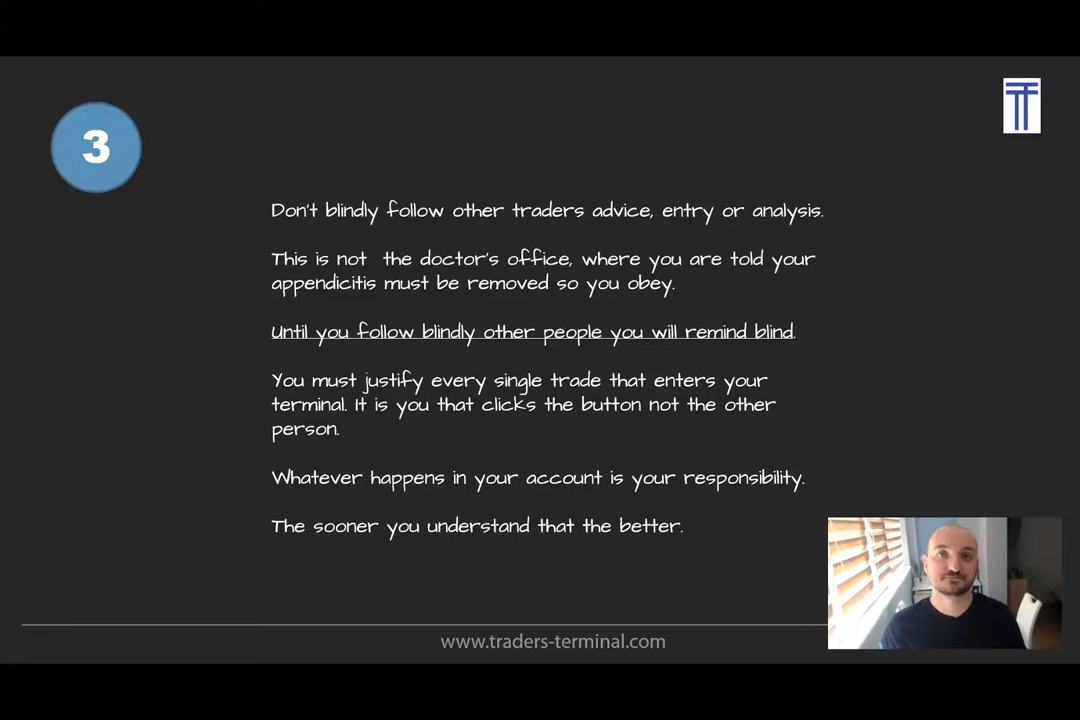 3
Don't blindly follow other traders advice, entry or analysis.
This is not the doctor's office, where you are told your
appendicitis must be removed so you obey.
Until you follow blindly other people you will remind blind.
You must justify every single trade that enters your
terminal. It is you that clicks the button not the other
person.
Whatever happens in your account is your responsibility.
The sooner you understand that the better.
www.traders-terminal.com